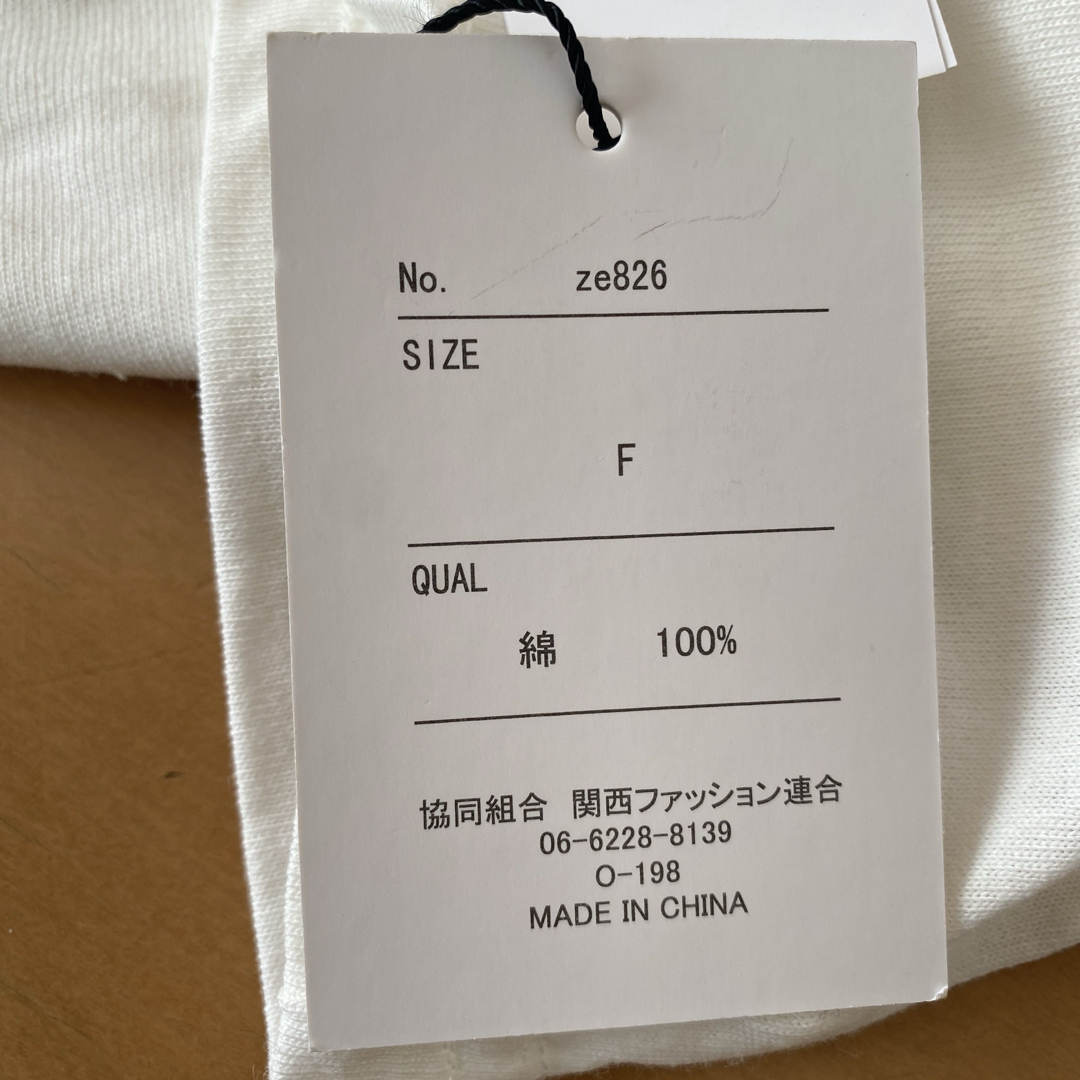 No. ze826
SIZE
F
QUAL
綿 100%
協同組合 関西ファッション連合
06-6228-8139
O-198
MADE IN CHINA